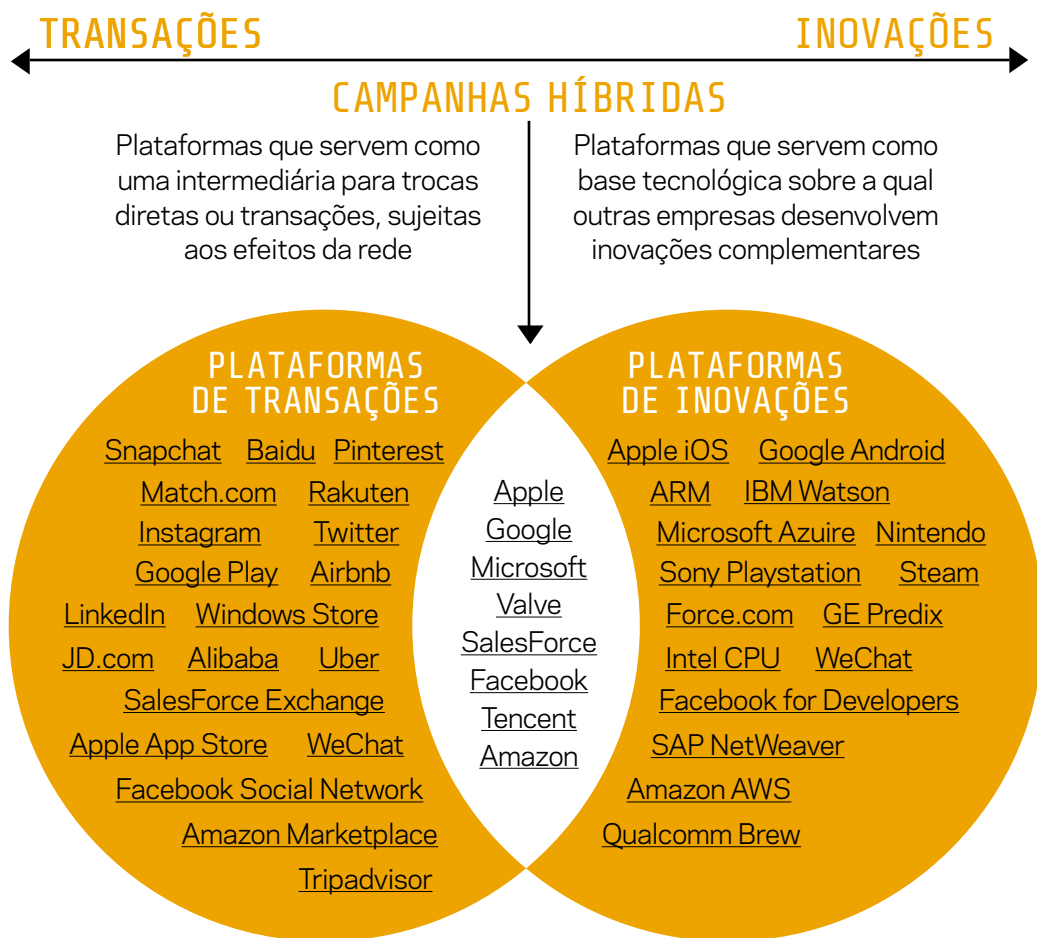 TRANSAÇÕES
INOVAÇÕES
CAMPANHAS HÍBRIDAS
Plataformas que servem como
uma intermediária para trocas
diretas ou transações, sujeitas
aos efeitos da rede
Plataformas que servem como
base tecnológica sobre a qual
outras empresas desenvolvem
inovações complementares
PLATAFORMAS
DE TRANSAÇÕES
Snapchat Baidu Pinterest
Match.com Rakuten
Instagram Twitter
Google Play Airbnb
LinkedIn Windows Store
JD.com Alibaba Uber
SalesForce Exchange
Apple App Store WeChat
Facebook Social Network
Amazon Marketplace
Tripadvisor
Apple
Google
Microsoft
Valve
SalesForce
Facebook
Tencent
Amazon
PLATAFORMAS
DE INOVAÇÕES
Apple iOS Google Android
ARM IBM Watson
Microsoft Azuire Nintendo
Sony Playstation Steam
Force.com GE Predix
Intel CPU WeChat
Facebook for Developers
SAP NetWeaver
Amazon AWS
Qualcomm Brew